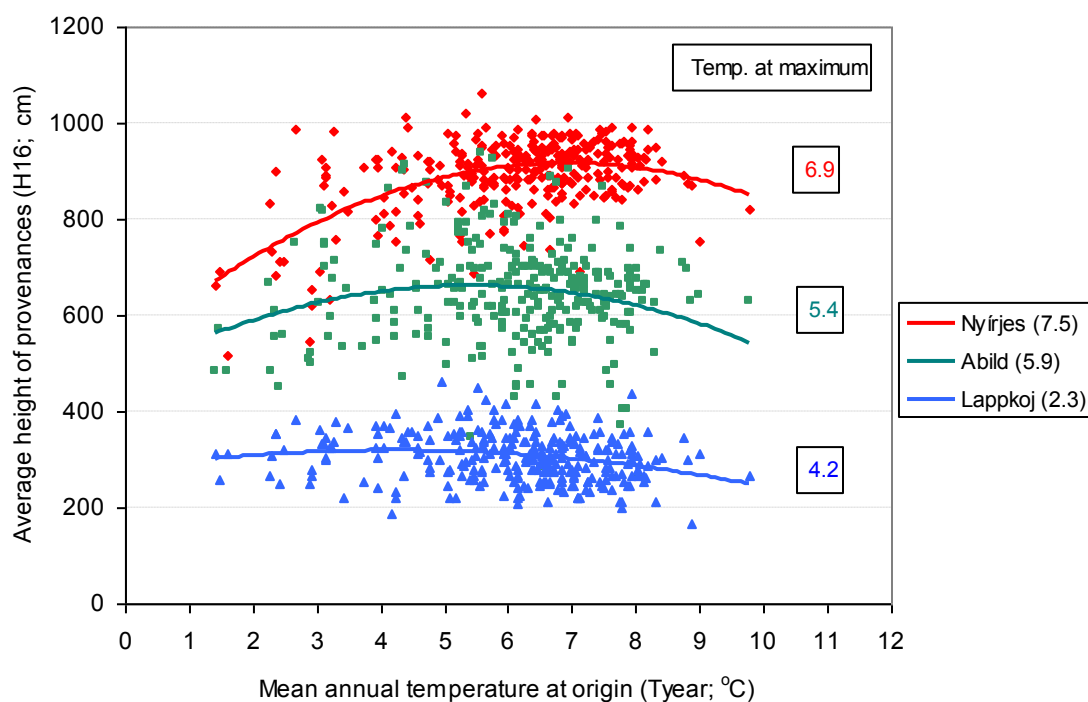 1200
1000
800
600
400
200
0
Average height of provenances (H16; cm)
Temp. at maximum
6.9
5.4
4.2
Nyírjes (7.5)
Abild (5.9)
Lappkoj (2.3)
0 1 2 3 4 5 6 7 8 9 10 11 12
Mean annual temperature at origin (Tyear; °C)